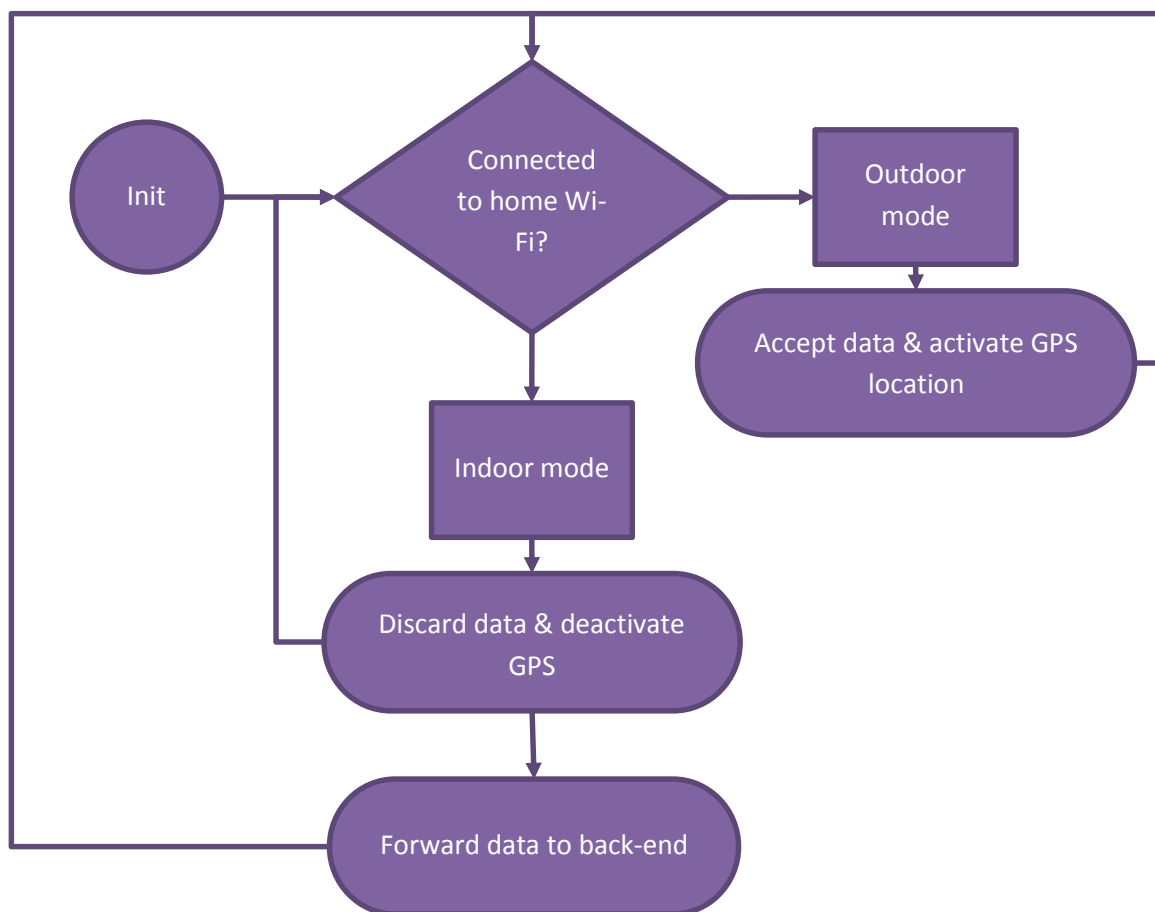 Init
Connected
to home Wi-
Fi?
Outdoor
mode
Accept data & activate GPS
location
Indoor mode
Discard data & deactivate
GPS
Forward data to back-end